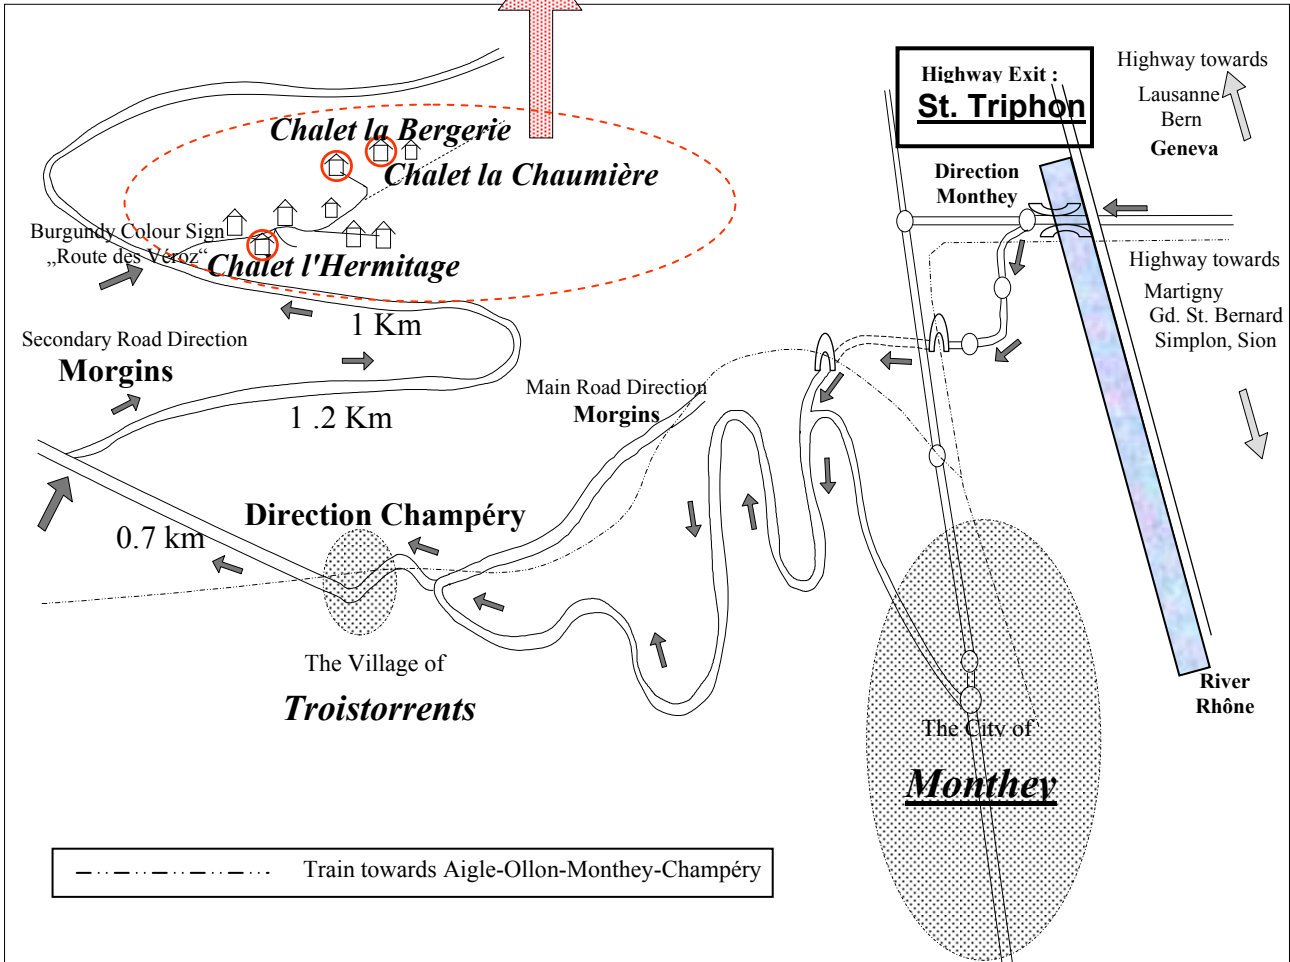 Highway Exit :
St. Triphon
Highway towards
Lausanne
Bern
Geneva
Direction
Monthey
Highway towards
Martigny
Gd. St. Bernard
Simplon, Sion
Chalet la Bergerie
Chalet la Chaumière
Burgundy Colour Sign
„Route des Véroz“
Chalet l'Hermitage
1 Km
Secondary Road Direction
Morgins
1 .2 Km
Main Road Direction
Morgins
Direction Champéry
0.7 km
The Village of
Troistorrents
River
Rhône
The City of
Monthey
Train towards Aigle-Ollon-Monthey-Champéry